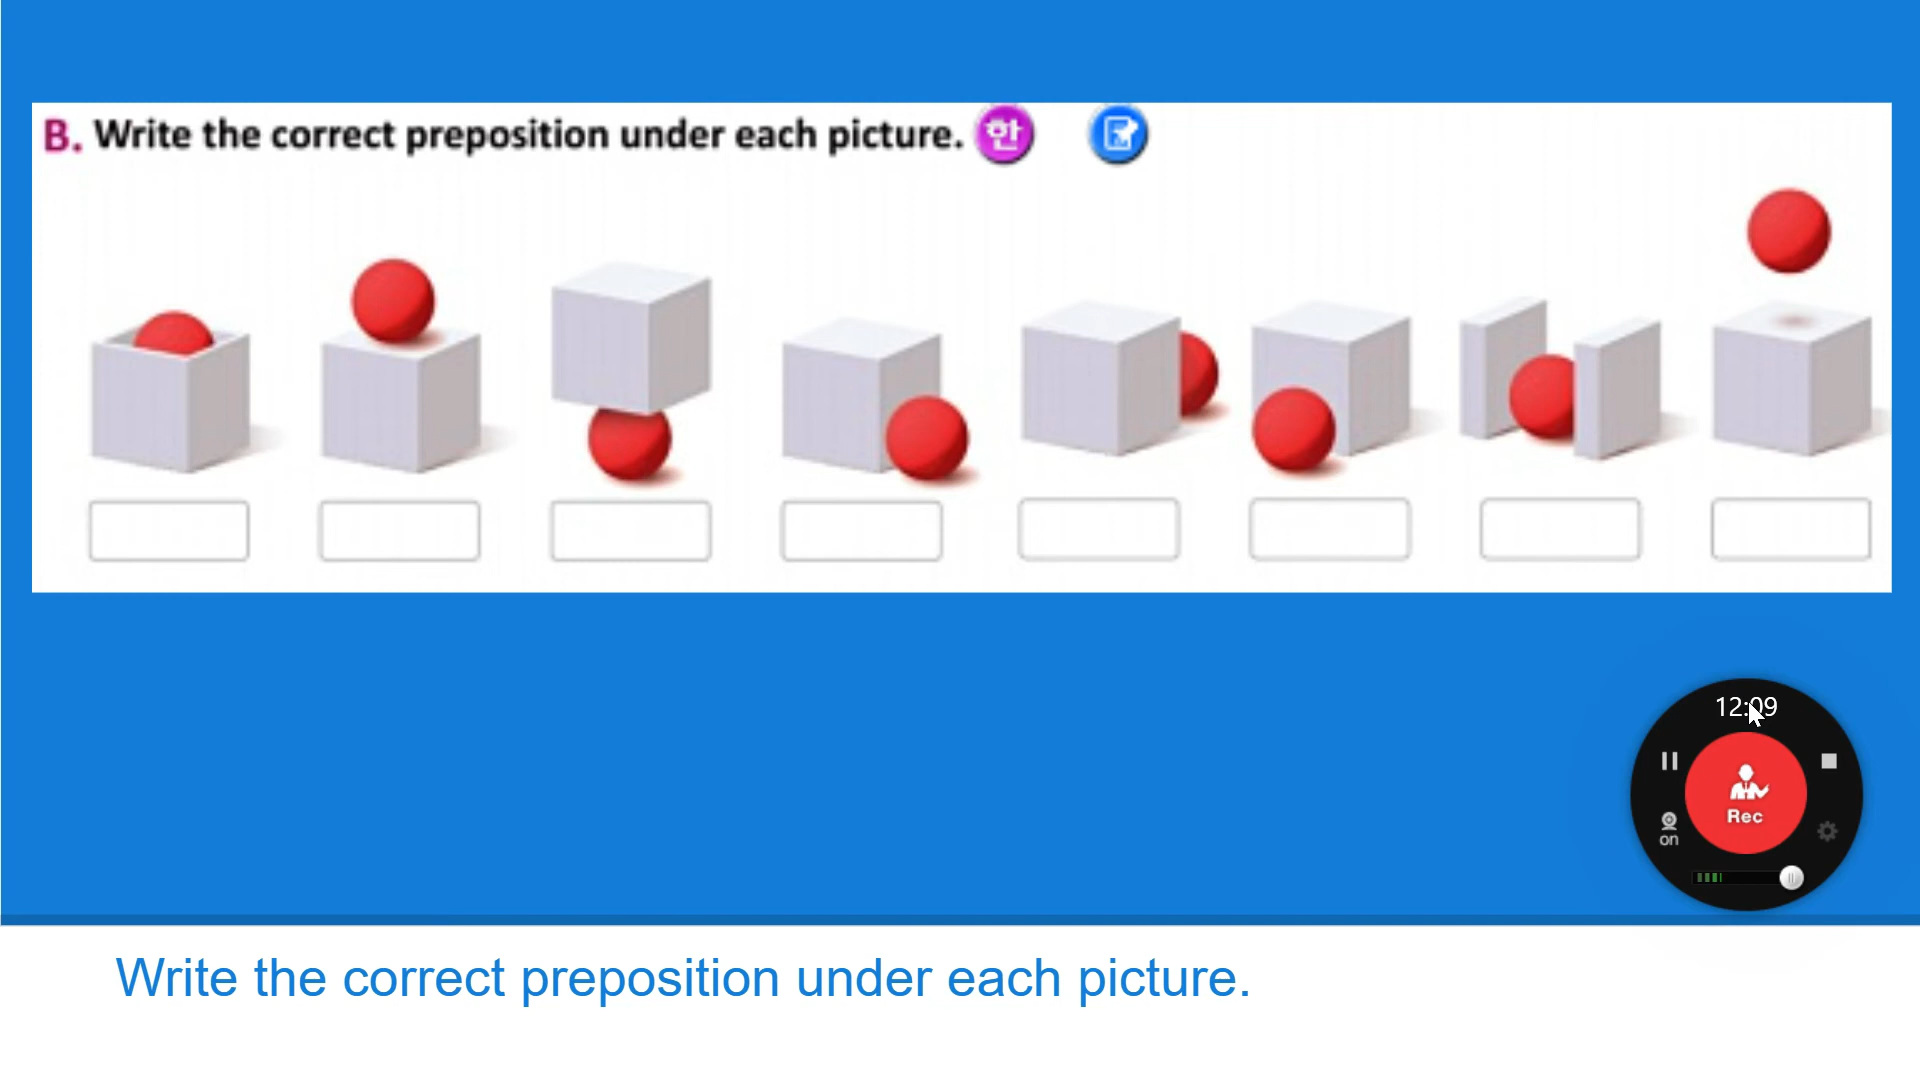 B. Write the correct preposition under each picture. 한
12:09
Rec
on
Write the correct preposition under each picture.